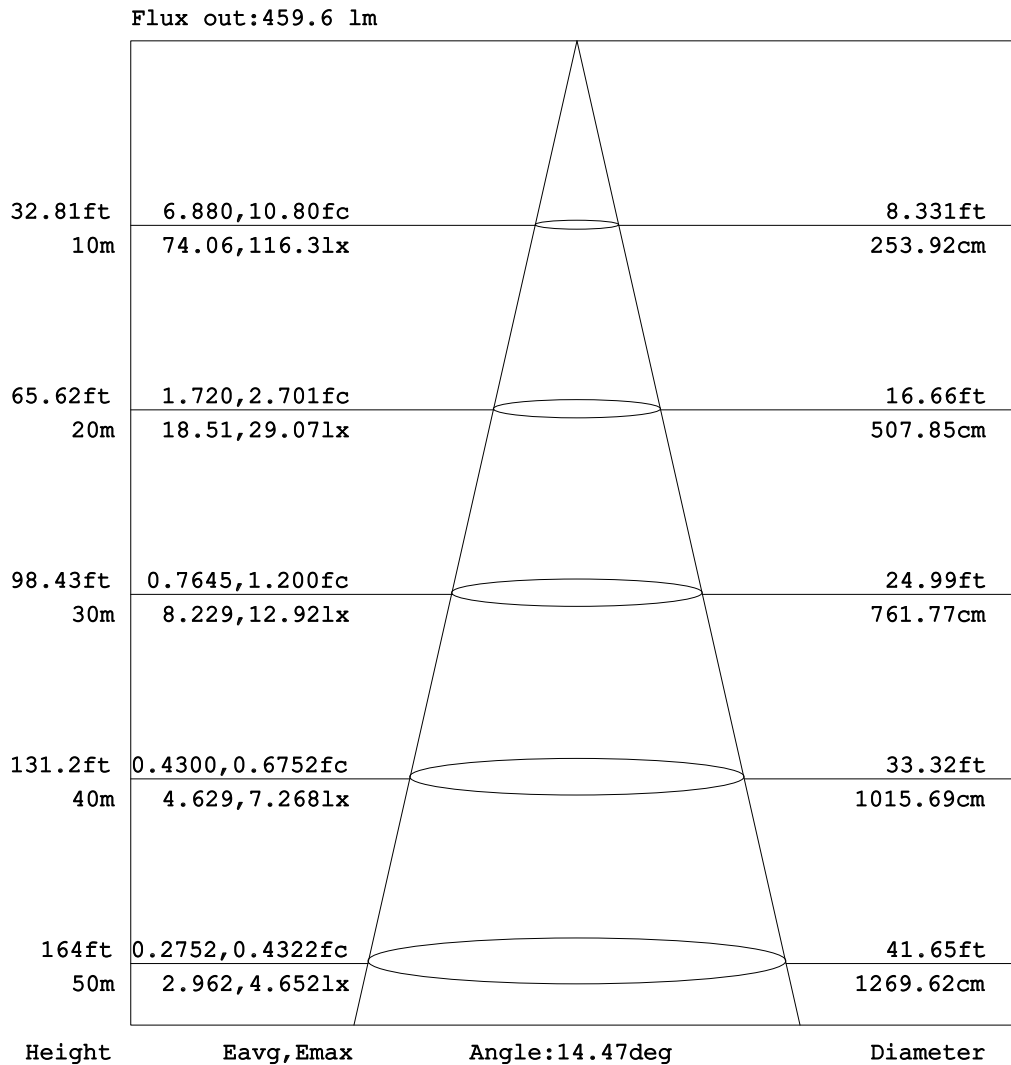 Flux out:459.6 lm
32.81ft 6.880,10.80fc 8.331ft
10m 74.06,116.3lx 253.92cm
65.62ft 1.720,2.701fc 16.66ft
20m 18.51,29.07lx 507.85cm
98.43ft 0.7645,1.200fc 24.99ft
30m 8.229,12.92lx 761.77cm
131.2ft 0.4300,0.6752fc 33.32ft
40m 4.629,7.268lx 1015.69cm
164ft 0.2752,0.4322fc 41.65ft
50m 2.962,4.652lx 1269.62cm
Height Eavg,Emax Angle:14.47deg Diameter